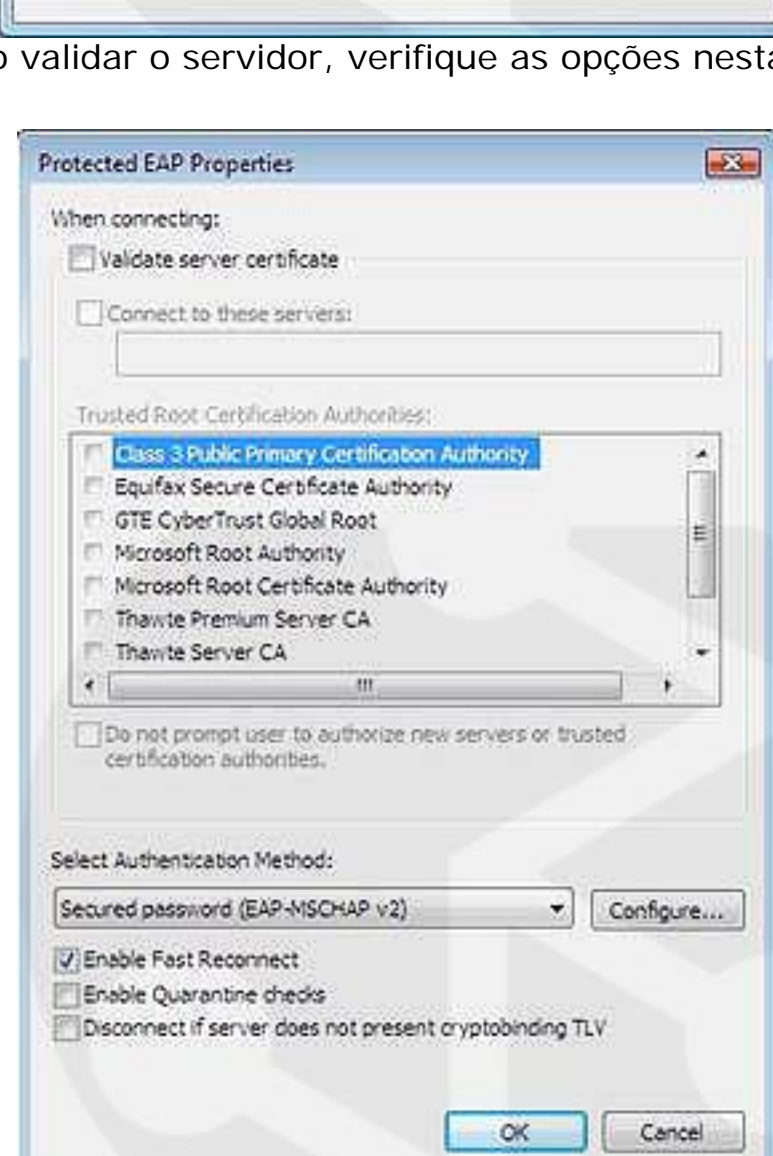 o validar o servidor, verifique as opções nesta
Protected EAP Properties
When connecting:
Validate server certificate
Connect to these servers:
Trusted Root Certification Authorities:
Class 3 Public Primary Certification Authority
Equifax Secure Certificate Authority
GTE CyberTrust Global Root
Microsoft Root Authority
Microsoft Root Certificate Authority
Thawte Premium Server CA
Thawte Server CA
Do not prompt user to authorize new servers or trusted
certification authorities.
Select Authentication Method:
Secured password (EAP-MSCHAP v2)
Configure...
Enable Fast Reconnect
Enable Quarantine checks
Disconnect if server does not present cryptobinding TLV
OK
Cancel